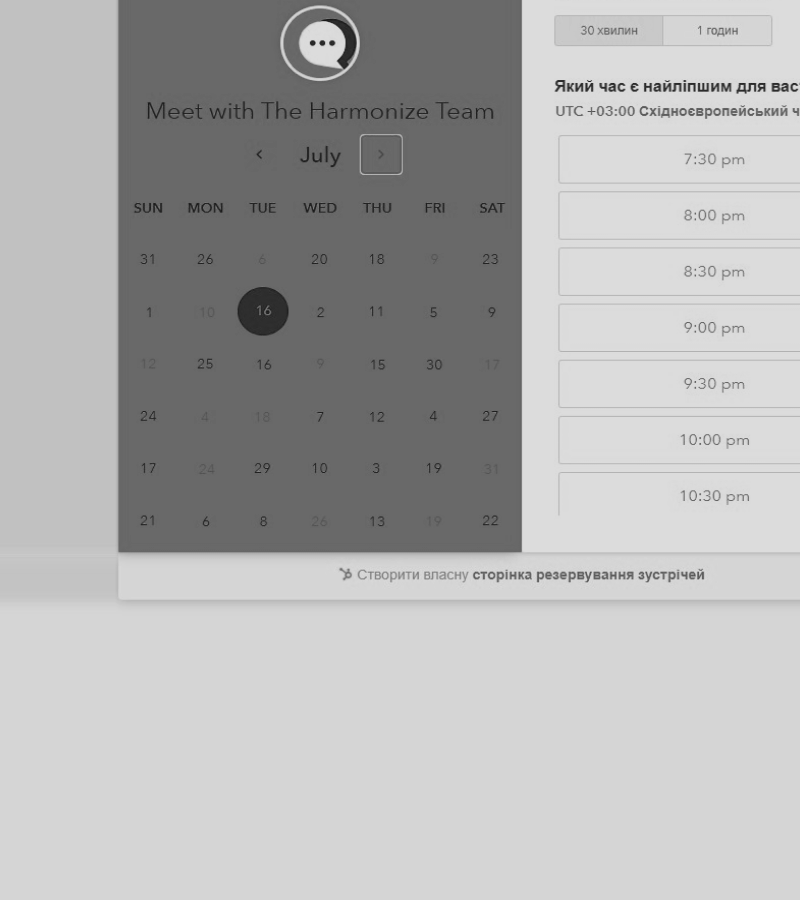 Meet with The Harmonize Team
July
SUN MON TUE WED THU FRI SAT
31 26 6 20 18 9 23
1 10 16 2 11 5 9
12 25 16 9 15 30 17
24 4 18 7 12 4 27
17 24 29 10 3 19 31
21 6 8 26 13 19 22
30 хвилин 1 годин
Який час є найліпшим для вас
UTC +03:00 Східноєвропейський ч
7:30 pm
8:00 pm
8:30 pm
9:00 pm
9:30 pm
10:00 pm
10:30 pm
Створити власну сторінка резервування зустрічей